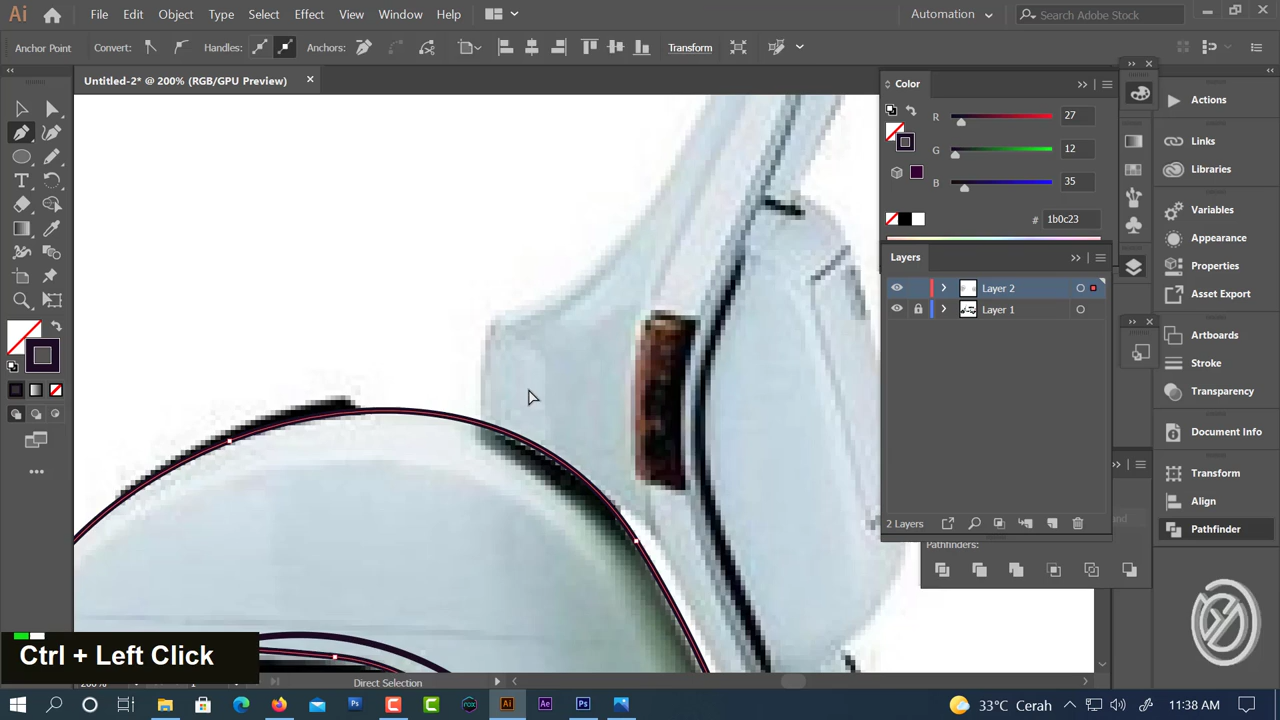 Ai File Edit Object Type Select Effect View Window Help Automation Search Adobe Stock
Anchor Point Convert: Handles: Anchors: Transform
Untitled-2* @ 200% (RGB/GPU Preview)
Color
R 27
G 12
B 35
# 1b0c23
Layers
Layer 2
Layer 1
2 Layers
Pathfinders:
Actions
Links
Libraries
Variables
Appearance
Properties
Asset Export
Artboards
Stroke
Transparency
Document Info
Transform
Align
Pathfinder
Ctrl + Left Click
200% 1 Direct Selection
33°C Cerah 11:38 AM